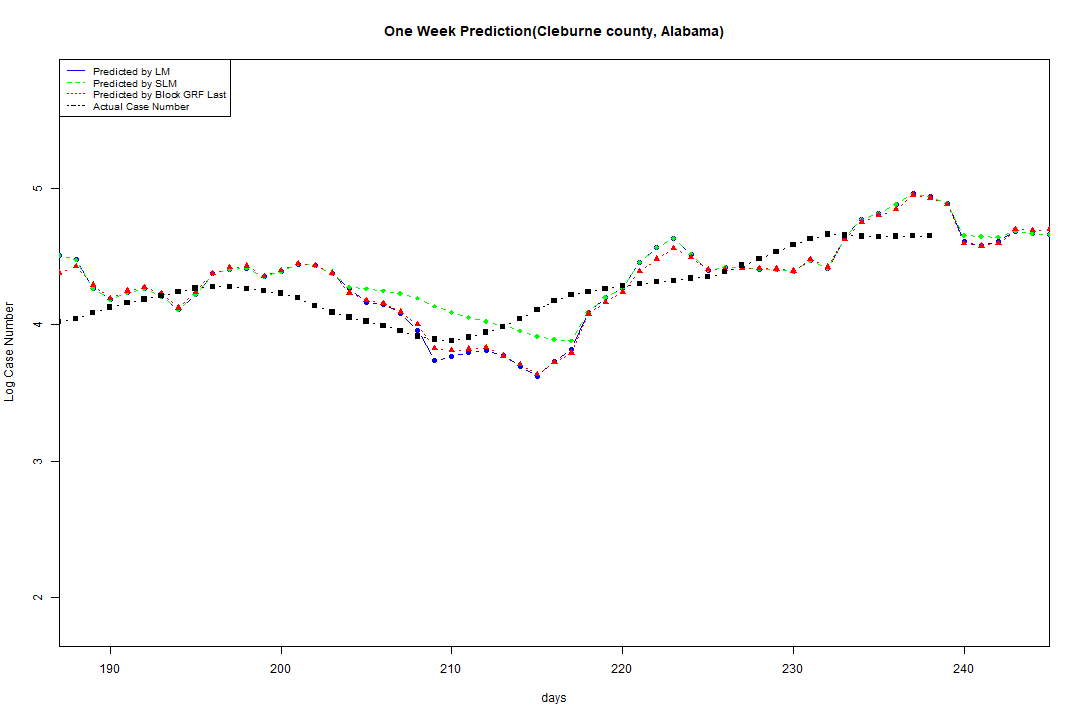 One Week Prediction(Cleburne county, Alabama)
Predicted by LM
Predicted by SLM
Predicted by Block GRF Last
Actual Case Number
Log Case Number
5
4
3
2
190 200 210 220 230 240
days